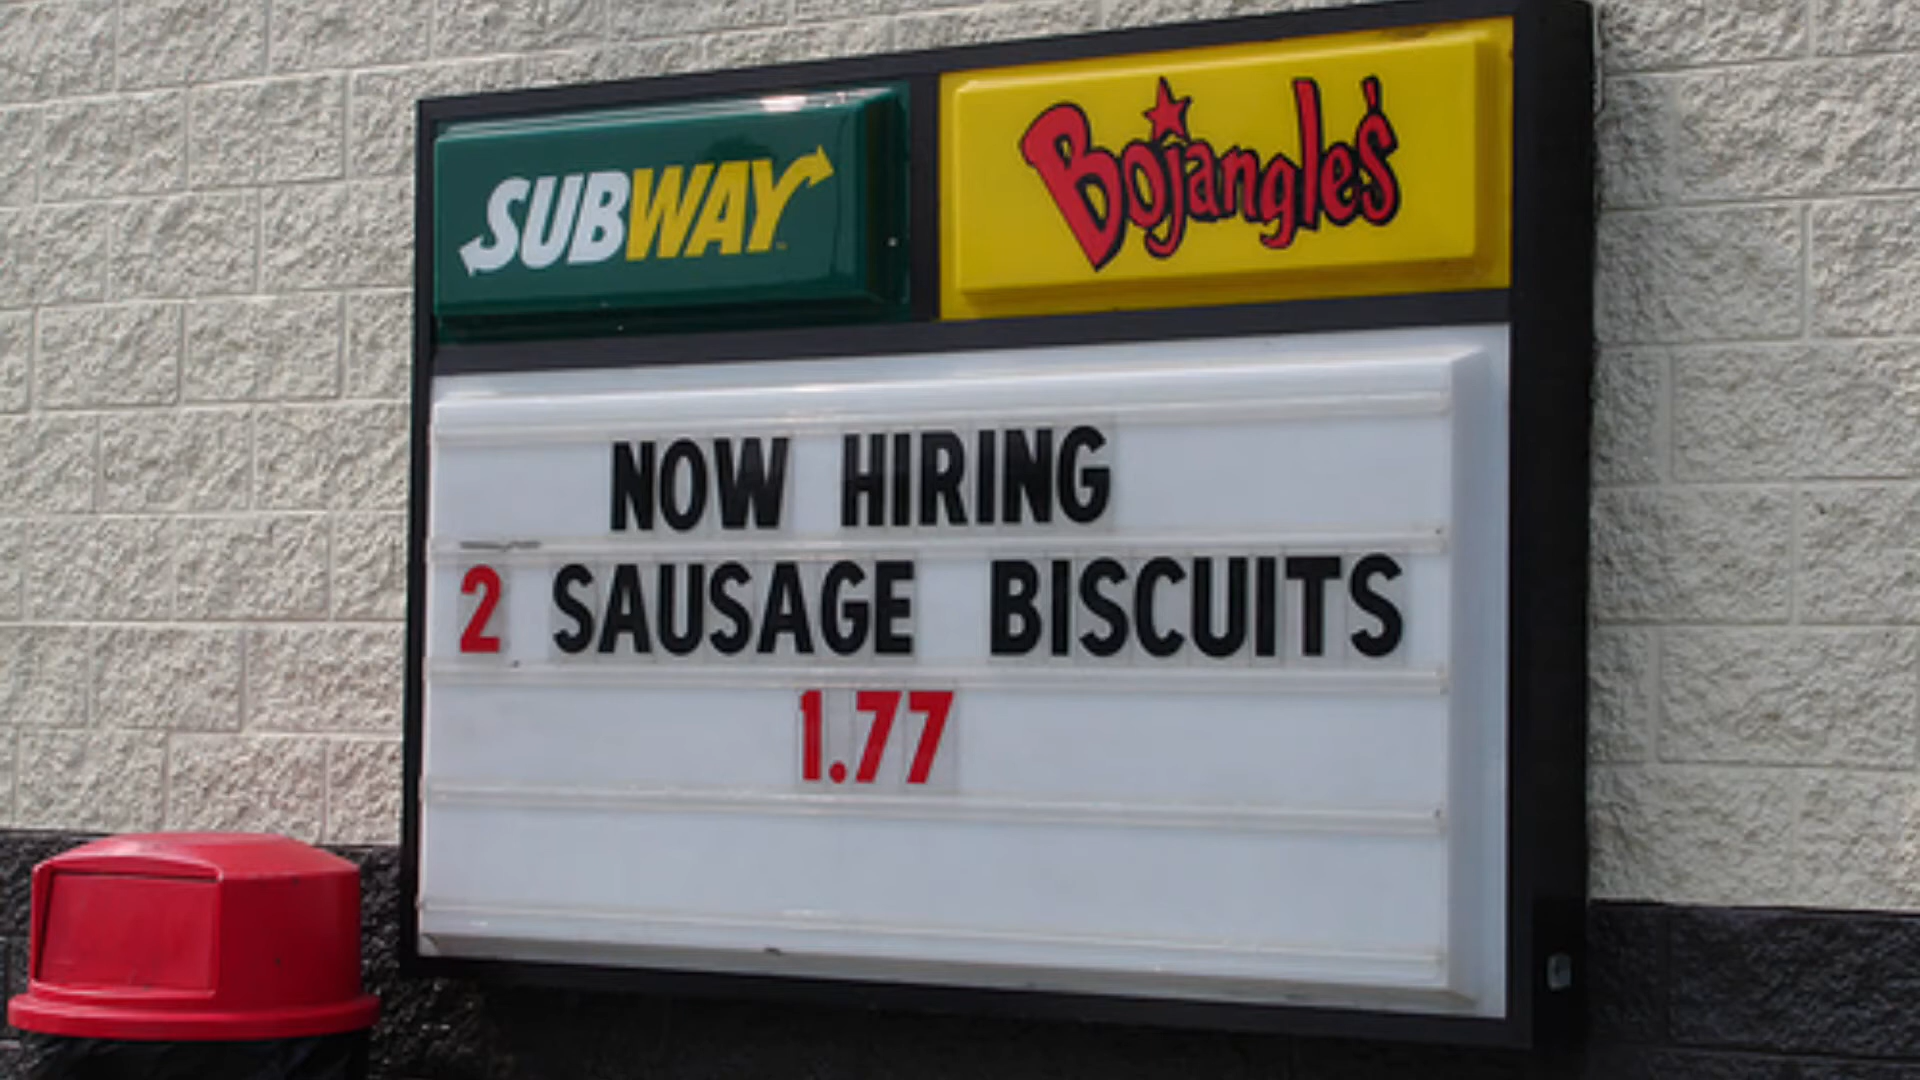 SUBWAY
Bojangles'
NOW HIRING
2 SAUSAGE BISCUITS
1.77